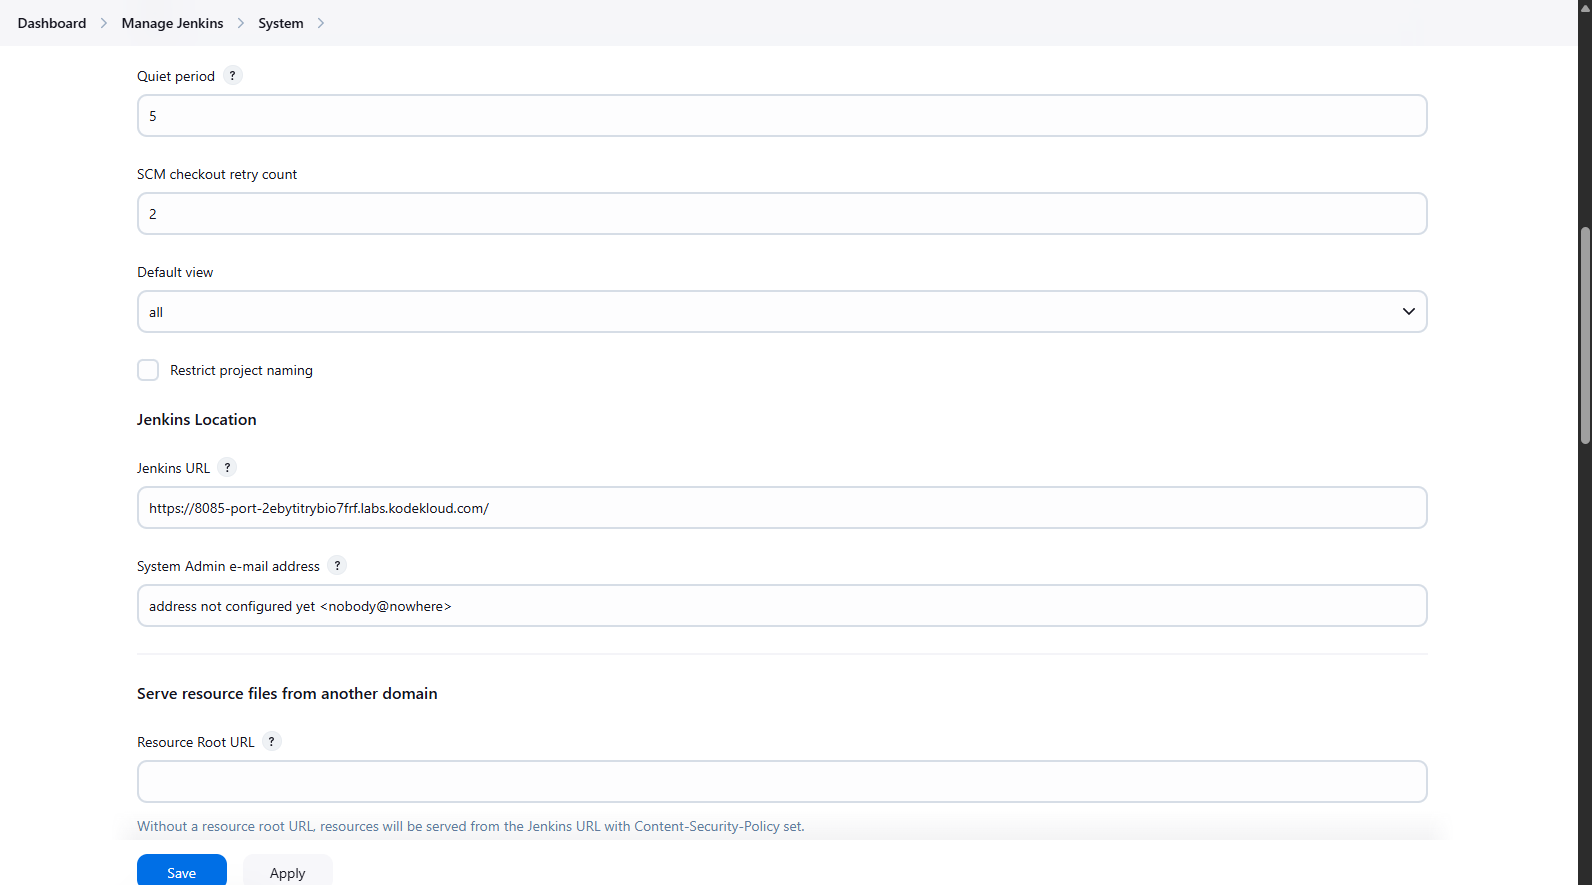 Dashboard > Manage Jenkins > System >
Quiet period ?
5
SCM checkout retry count
2
Default view
all
Restrict project naming
Jenkins Location
Jenkins URL ?
https://8085-port-2ebytitrybio7frf.labs.kodekloud.com/
System Admin e-mail address ?
address not configured yet <nobody@nowhere>
Serve resource files from another domain
Resource Root URL ?
Without a resource root URL, resources will be served from the Jenkins URL with Content-Security-Policy set.
Save Apply